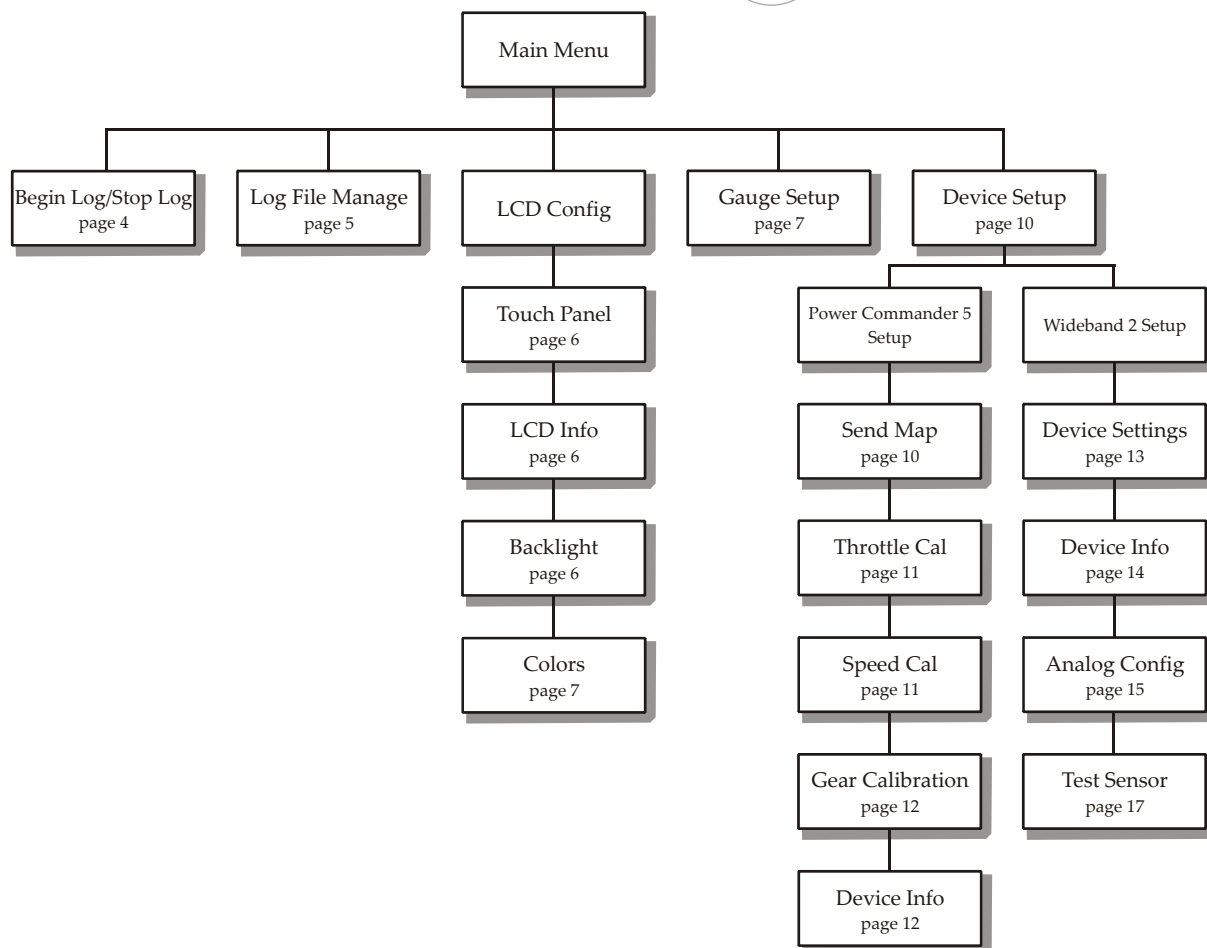 Main Menu
Begin Log/Stop Log
page 4
Log File Manage
page 5
LCD Config
Gauge Setup
page 7
Device Setup
page 10
Touch Panel
page 6
LCD Info
page 6
Backlight
page 6
Colors
page 7
Power Commander 5
Setup
Send Map
page 10
Throttle Cal
page 11
Speed Cal
page 11
Gear Calibration
page 12
Device Info
page 12
Wideband 2 Setup
Device Settings
page 13
Device Info
page 14
Analog Config
page 15
Test Sensor
page 17